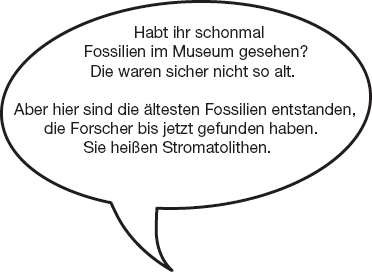 Habt ihr schonmal
Fossilien im Museum gesehen?
Die waren sicher nicht so alt.
Aber hier sind die ältesten Fossilien entstanden,
die Forscher bis jetzt gefunden haben.
Sie heißen Stromatolithen.